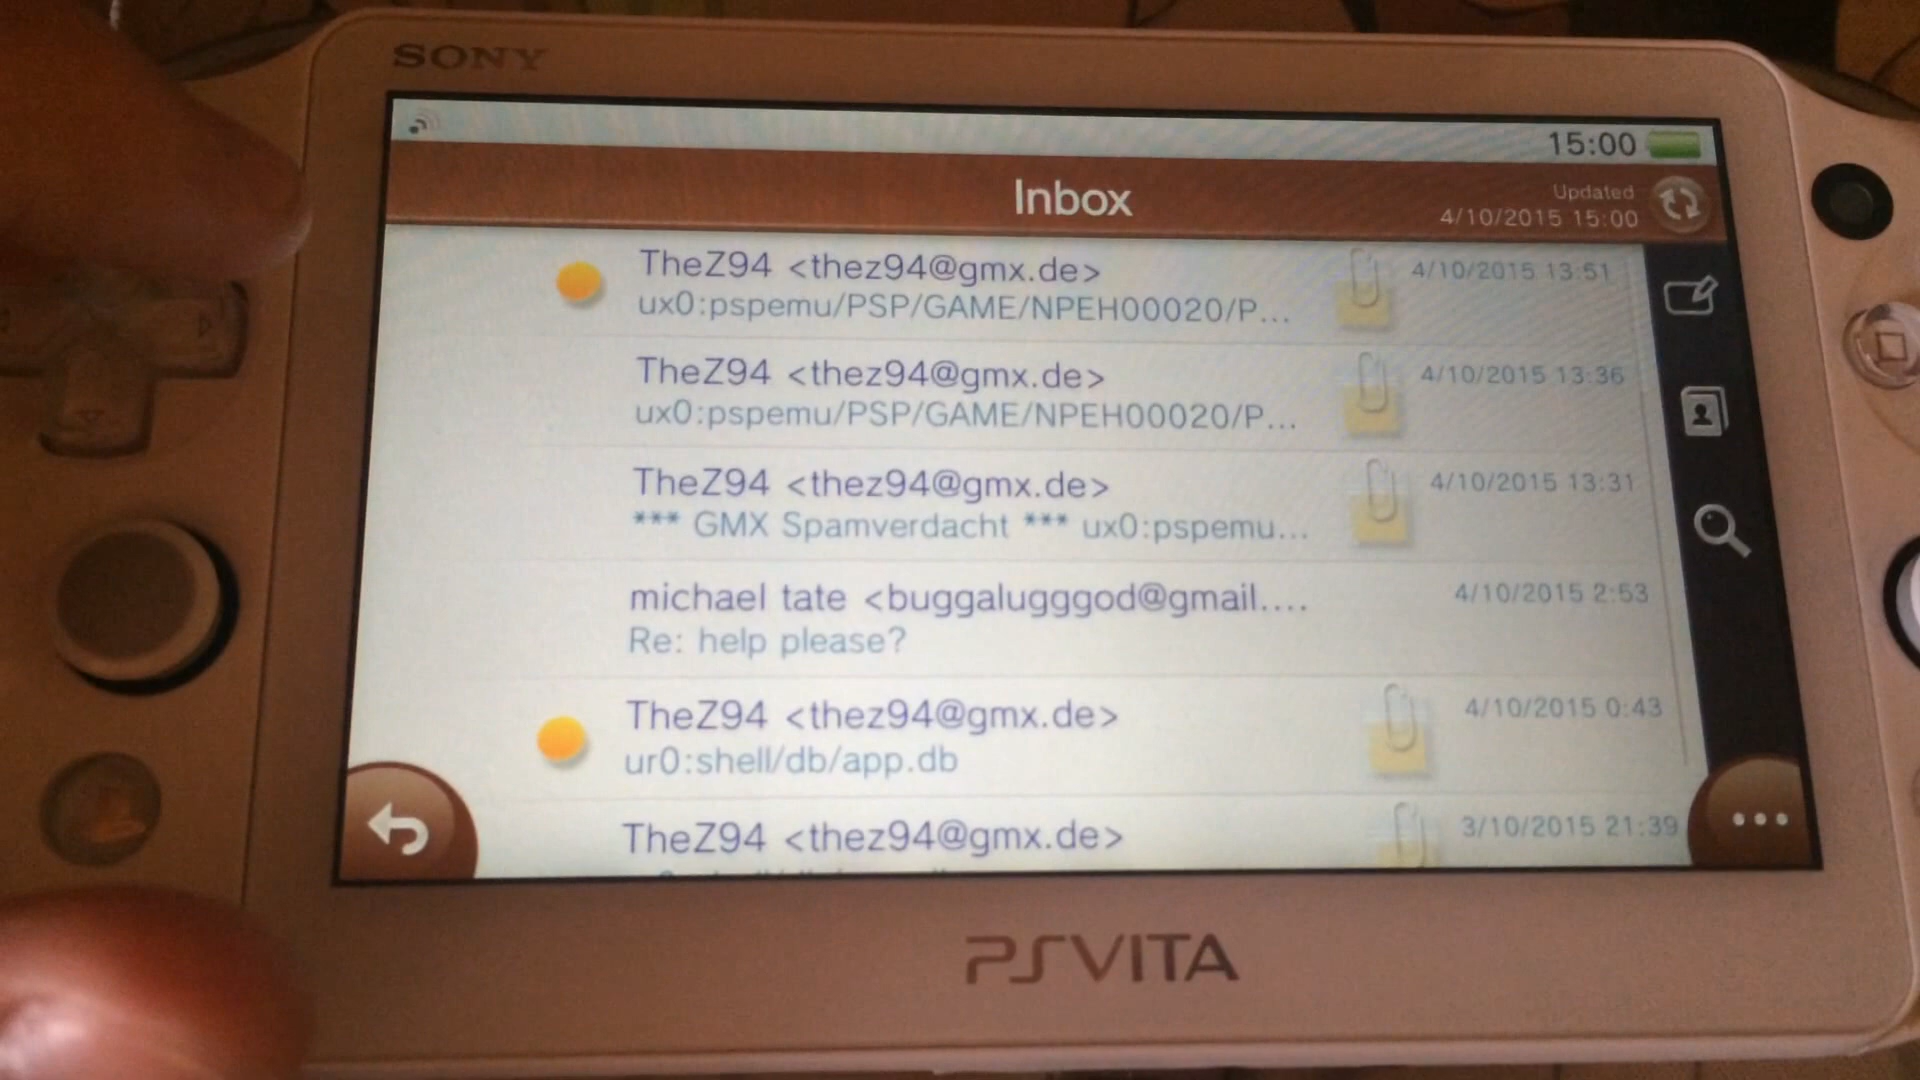 SONY
15:00
Inbox
Updated
4/10/2015 15:00
TheZ94 <thez94@gmx.de>
4/10/2015 13:51
ux0:pspemu/PSP/GAME/NPEH00020/P...
TheZ94 <thez94@gmx.de>
4/10/2015 13:36
ux0:pspemu/PSP/GAME/NPEH00020/P...
TheZ94 <thez94@gmx.de>
4/10/2015 13:31
*** GMX Spamverdacht *** ux0:pspemu...
michael tate <buggalugggod@gmail....
4/10/2015 2:53
Re: help please?
TheZ94 <thez94@gmx.de>
4/10/2015 0:43
ur0:shell/db/app.db
TheZ94 <thez94@gmx.de>
3/10/2015 21:39
PSVITA